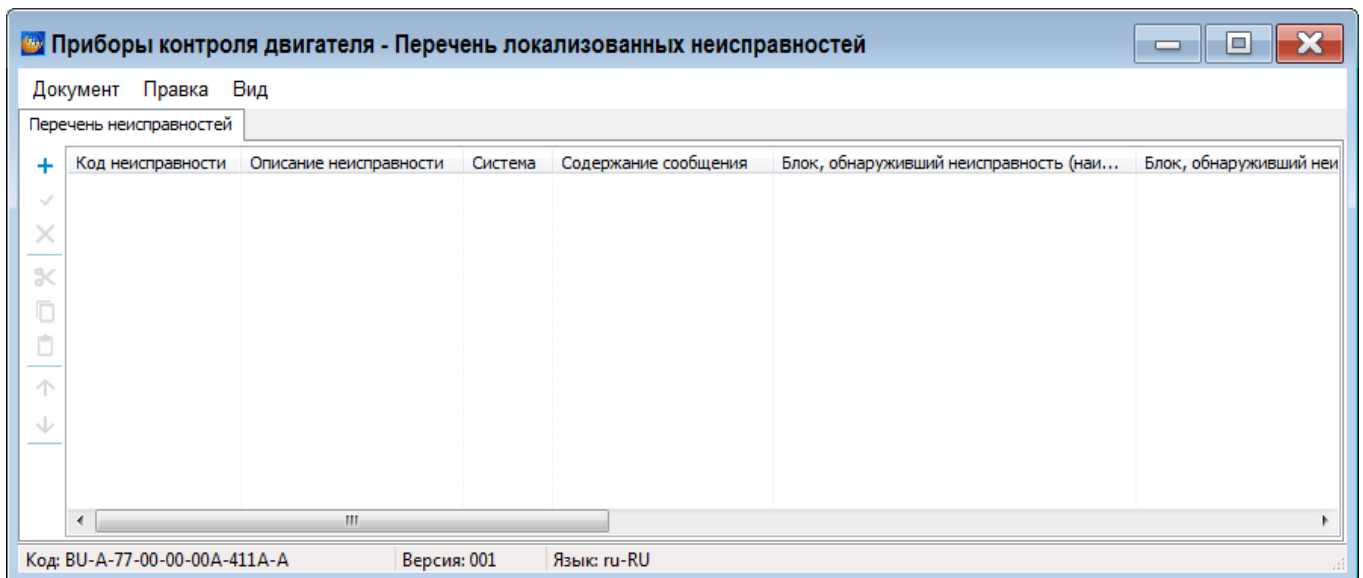 Приборы контроля двигателя - Перечень локализованных неисправностей
Документ Правка Вид
Перечень неисправностей
Код неисправности Описание неисправности Система Содержание сообщения Блок, обнаруживший неисправность (наи... Блок, обнаруживший неи
Код: BU-A-77-00-00-00A-411A-A Версия: 001 Язык: ru-RU